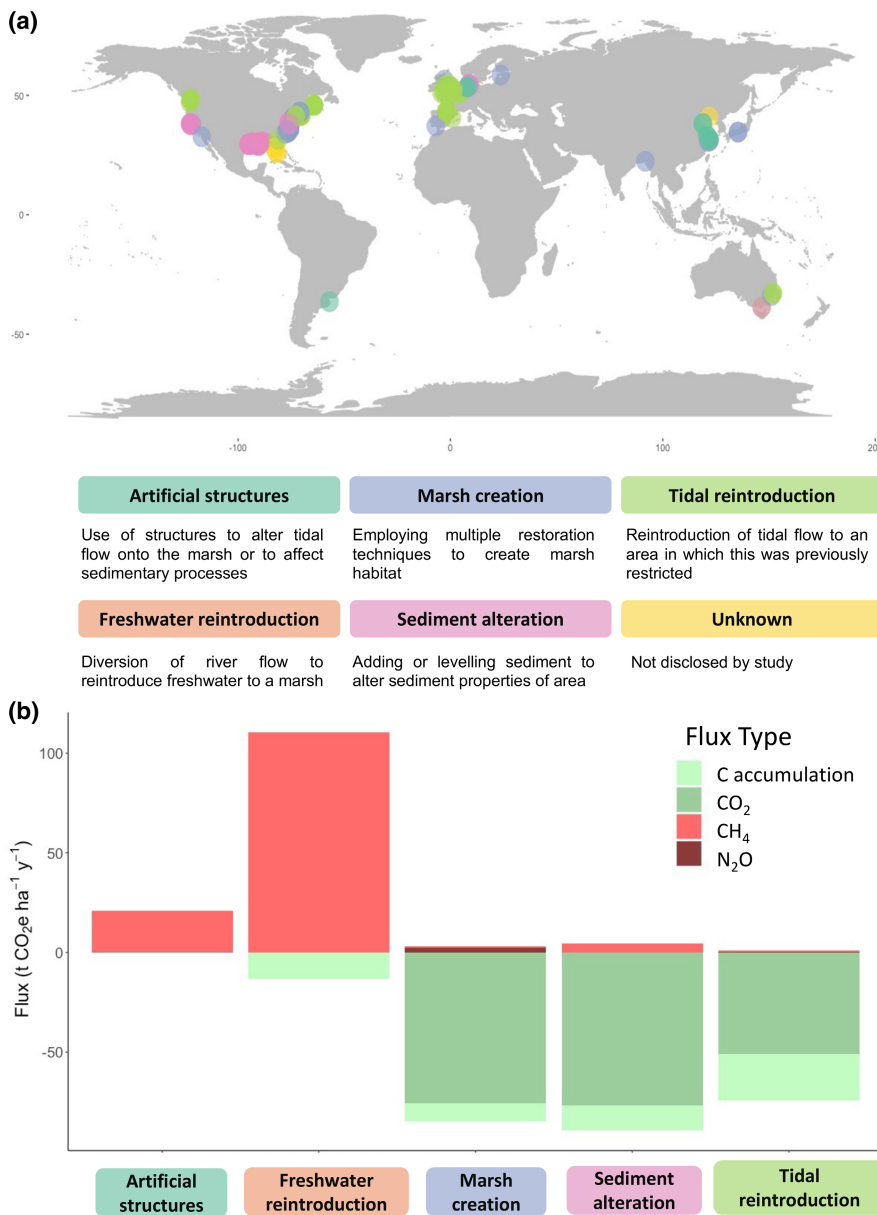 (a)
50
0
-50
-100
0
100
200
Artificial structures
Marsh creation
Tidal reintroduction
Use of structures to alter tidal
flow onto the marsh or to affect
sedimentary processes
Employing multiple restoration
techniques to create marsh
habitat
Reintroduction of tidal flow to an
area in which this was previously
restricted
Freshwater reintroduction
Sediment alteration
Unknown
Diversion of river flow to
reintroduce freshwater to a marsh
Adding or levelling sediment to
alter sediment properties of area
Not disclosed by study
(b)
Flux (t CO₂e ha⁻¹ y⁻¹)
100
50
0
-50
Flux Type
C accumulation
CO₂
CH₄
N₂O
Artificial
structures
Freshwater
reintroduction
Marsh
creation
Sediment
alteration
Tidal
reintroduction